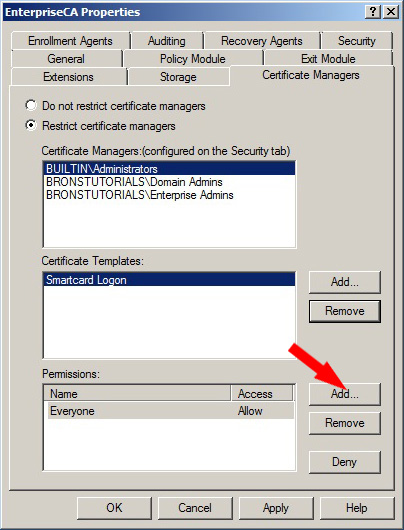 EnterpriseCA Properties
Enrollment Agents Auditing Recovery Agents Security
General Policy Module Exit Module
Extensions Storage Certificate Managers
Do not restrict certificate managers
Restrict certificate managers
Certificate Managers:(configured on the Security tab)
BUILTIN\Administrators
BRONSTUTORIALS\Domain Admins
BRONSTUTORIALS\Enterprise Admins
Certificate Templates:
Smartcard Logon
Add...
Remove
Permissions:
Name Access
Everyone Allow
Add...
Remove
Deny
OK Cancel Apply Help